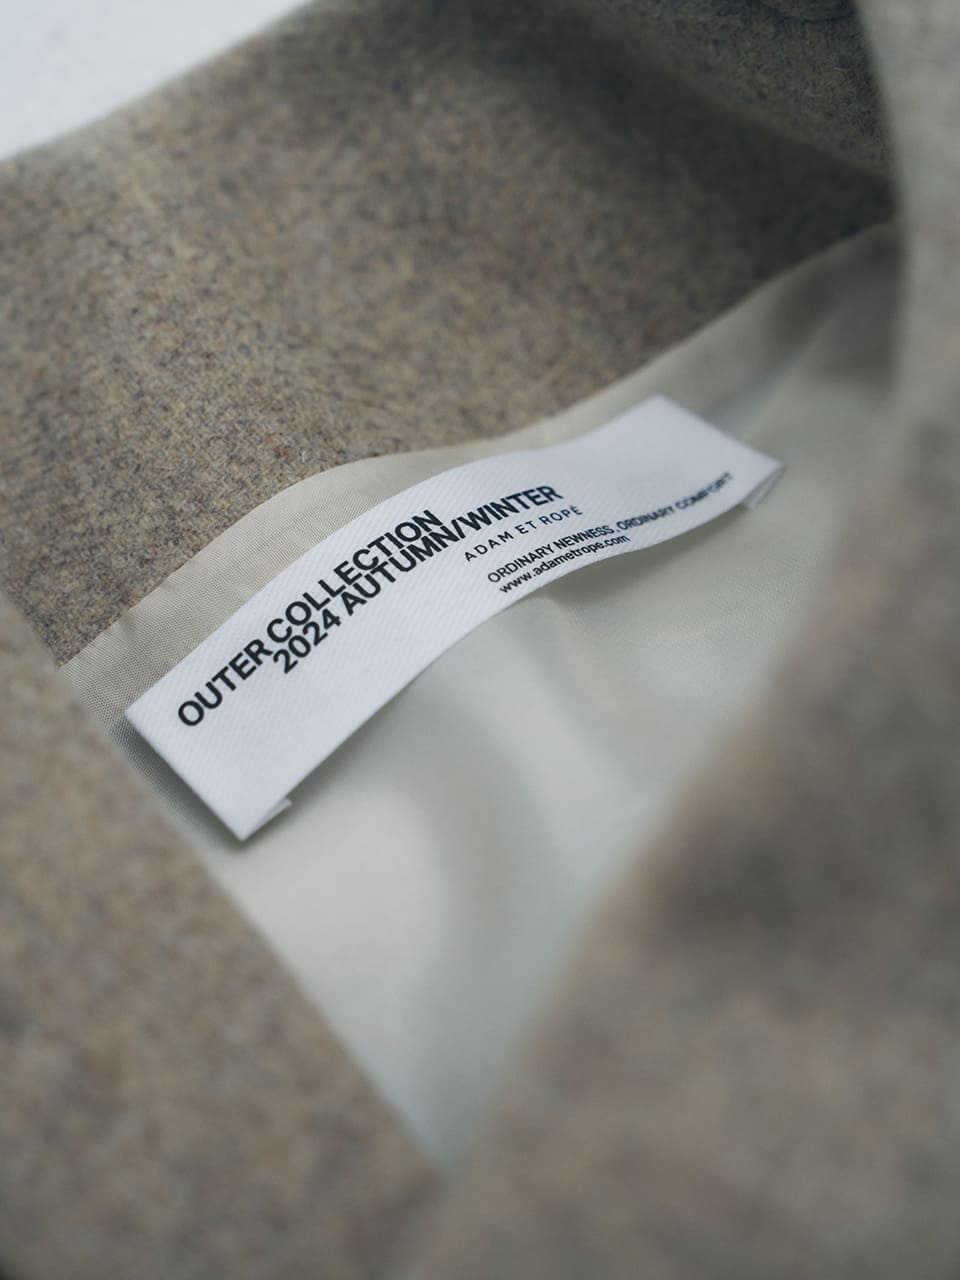 OUTER COLLECTION
2024 AUTUMN/WINTER
ADAM ET ROPÉ
ORDINARY NEWNESS, ORDINARY COMFORT
www.adametrope.com